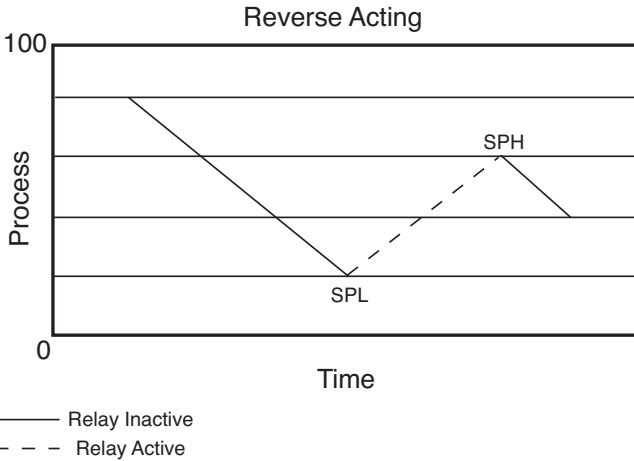 Reverse Acting
100
SPH
Process
SPL
0
Time
Relay Inactive
Relay Active